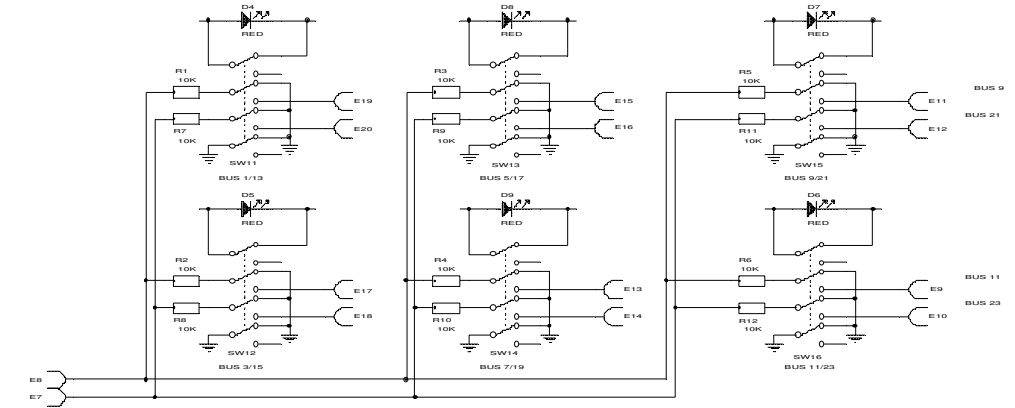 D4
RED
R1
10K
E19
E20
R7
10K
SW11
BUS 1/13
D8
RED
R3
10K
E15
E16
R9
10K
SW13
BUS 5/17
D7
RED
R5
10K
E11
E12
R11
10K
SW15
BUS 9/21
BUS 9
BUS 21
D5
RED
R2
10K
E17
E18
R8
10K
SW12
BUS 3/15
D9
RED
R4
10K
E13
E14
R10
10K
SW14
BUS 7/19
D6
RED
R6
10K
E9
E10
R12
10K
SW16
BUS 11/23
BUS 11
BUS 23
E8
E7